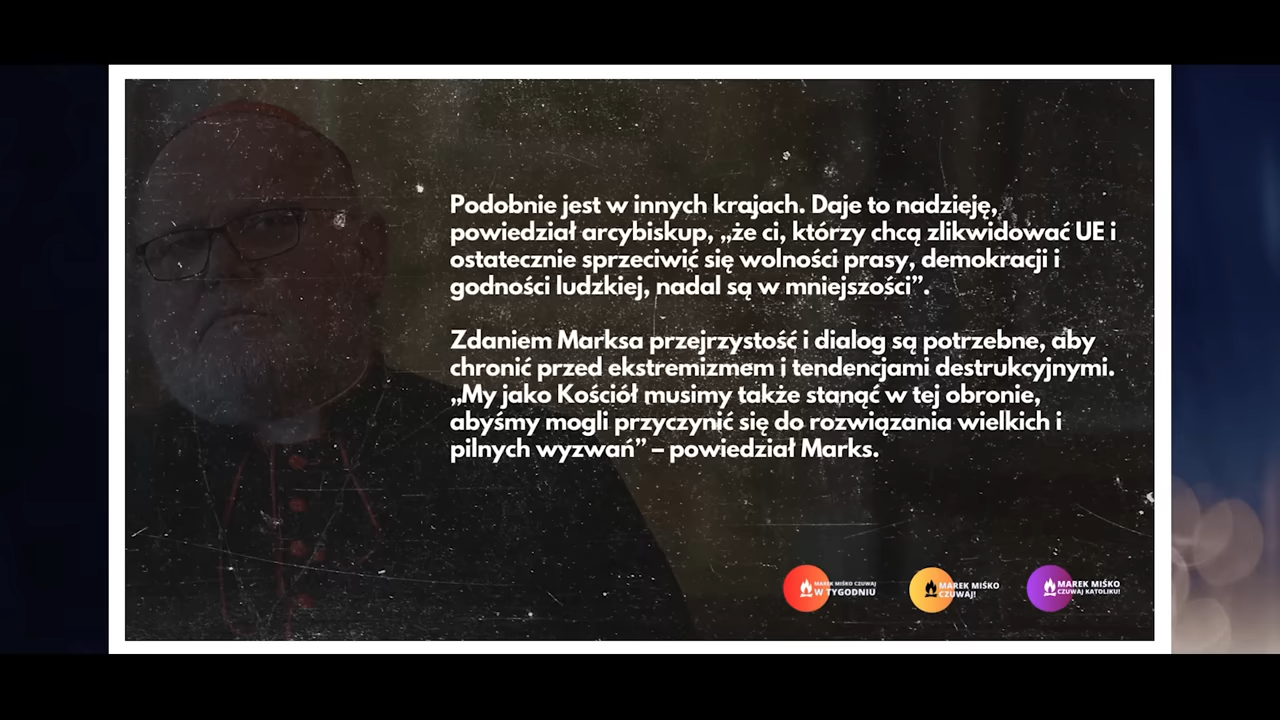 Podobnie jest w innych krajach. Daje to nadzieję,
powiedział arcybiskup, „że ci, którzy chcą zlikwidować UE i
ostatecznie sprzeciwić się wolności prasy, demokracji i
godności ludzkiej, nadal są w mniejszości”.
Zdaniem Marksa przejrzystość i dialog są potrzebne, aby
chronić przed ekstremizmem i tendencjami destrukcyjnymi.
„My jako Kościół musimy także stanąć w tej obronie,
abyśmy mogli przyczynić się do rozwiązania wielkich i
pilnych wyzwań” – powiedział Marks.
MAREK MIŚKO CZUWAJ
W TYGODNIU
MAREK MIŚKO
CZUWAJ!
MAREK MIŚKO
CZUWAJ KATOLIKU!